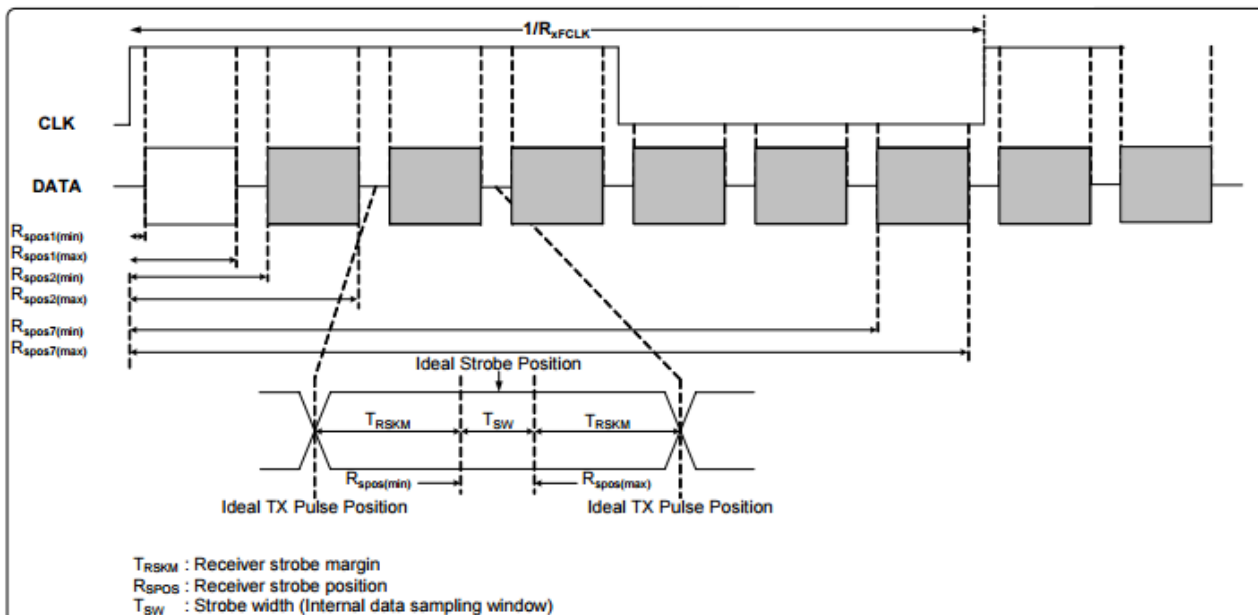 1/RxFCLK
CLK
DATA
Rspos1(min)
Rspos1(max)
Rspos2(min)
Rspos2(max)
Rspos7(min)
Rspos7(max)
Ideal Strobe Position
TRSKM TSW TRSKM
Rspos(min) Rspos(max)
Ideal TX Pulse Position Ideal TX Pulse Position
TRSKM : Receiver strobe margin
RSPOS : Receiver strobe position
TSW : Strobe width (Internal data sampling window)